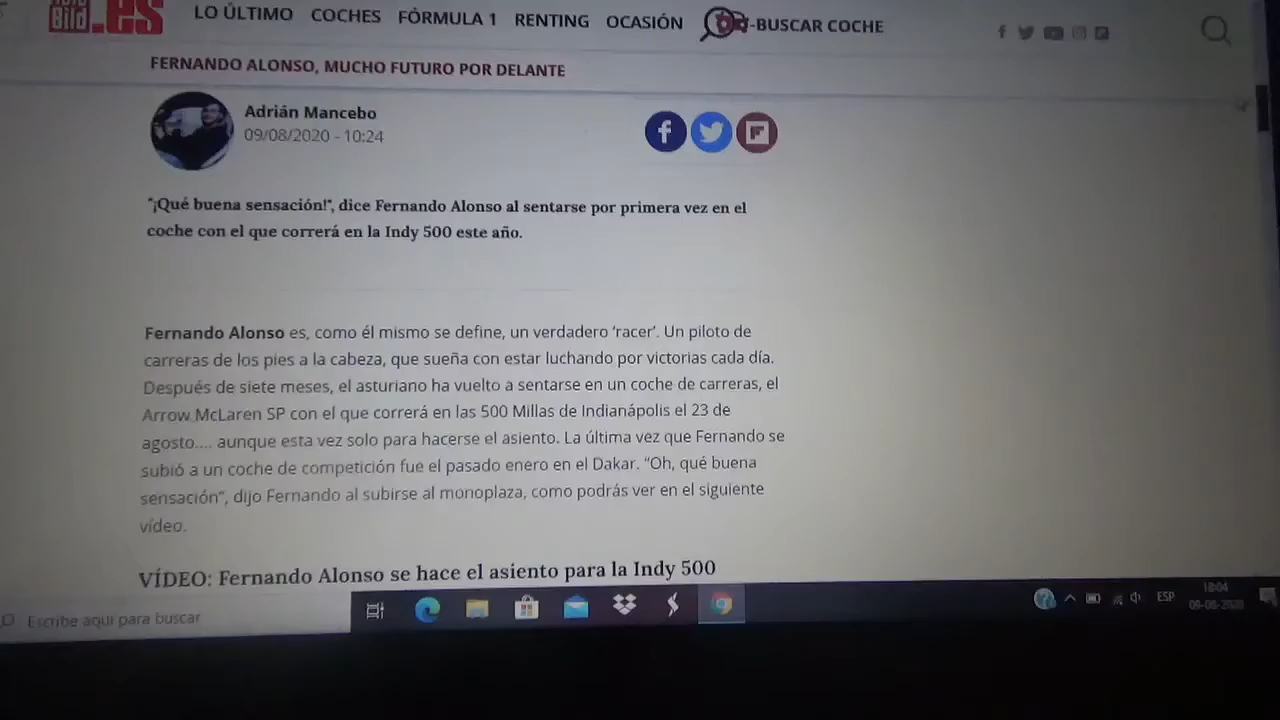 Bild.es
LO ÚLTIMO COCHES FÓRMULA 1 RENTING OCASIÓN -BUSCAR COCHE
FERNANDO ALONSO, MUCHO FUTURO POR DELANTE
Adrián Mancebo
09/08/2020 - 10:24
"¡Qué buena sensación!", dice Fernando Alonso al sentarse por primera vez en el
coche con el que correrá en la Indy 500 este año.
Fernando Alonso es, como él mismo se define, un verdadero ‘racer’. Un piloto de
carreras de los pies a la cabeza, que sueña con estar luchando por victorias cada día.
Después de siete meses, el asturiano ha vuelto a sentarse en un coche de carreras, el
Arrow McLaren SP con el que correrá en las 500 Millas de Indianápolis el 23 de
agosto.... aunque esta vez solo para hacerse el asiento. La última vez que Fernando se
subió a un coche de competición fue el pasado enero en el Dakar. “Oh, qué buena
sensación”, dijo Fernando al subirse al monoplaza, como podrás ver en el siguiente
vídeo.
VÍDEO: Fernando Alonso se hace el asiento para la Indy 500
Escribe aquí para buscar
ESP
18:04
09-08-2020